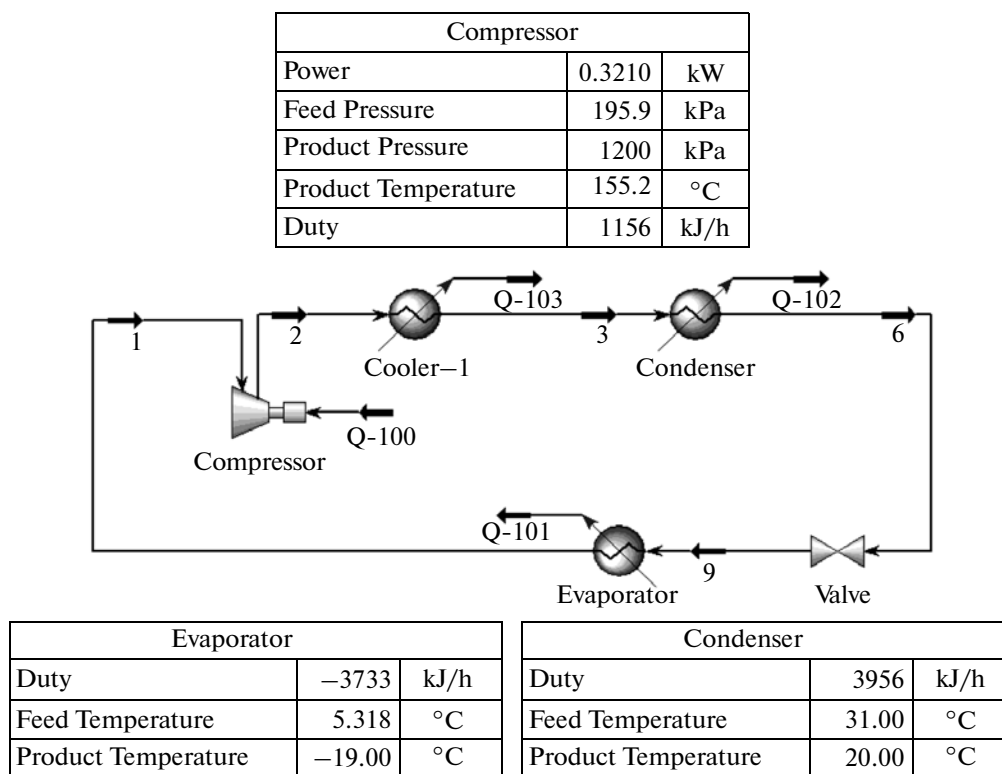 Compressor
Power 0.3210 kW
Feed Pressure 195.9 kPa
Product Pressure 1200 kPa
Product Temperature 155.2 °C
Duty 1156 kJ/h
Q-103 Q-102
1 2 3 6
Cooler–1 Condenser
Q-100
Compressor
Q-101
9
Evaporator Valve
Evaporator
Duty −3733 kJ/h
Feed Temperature 5.318 °C
Product Temperature −19.00 °C
Condenser
Duty 3956 kJ/h
Feed Temperature 31.00 °C
Product Temperature 20.00 °C